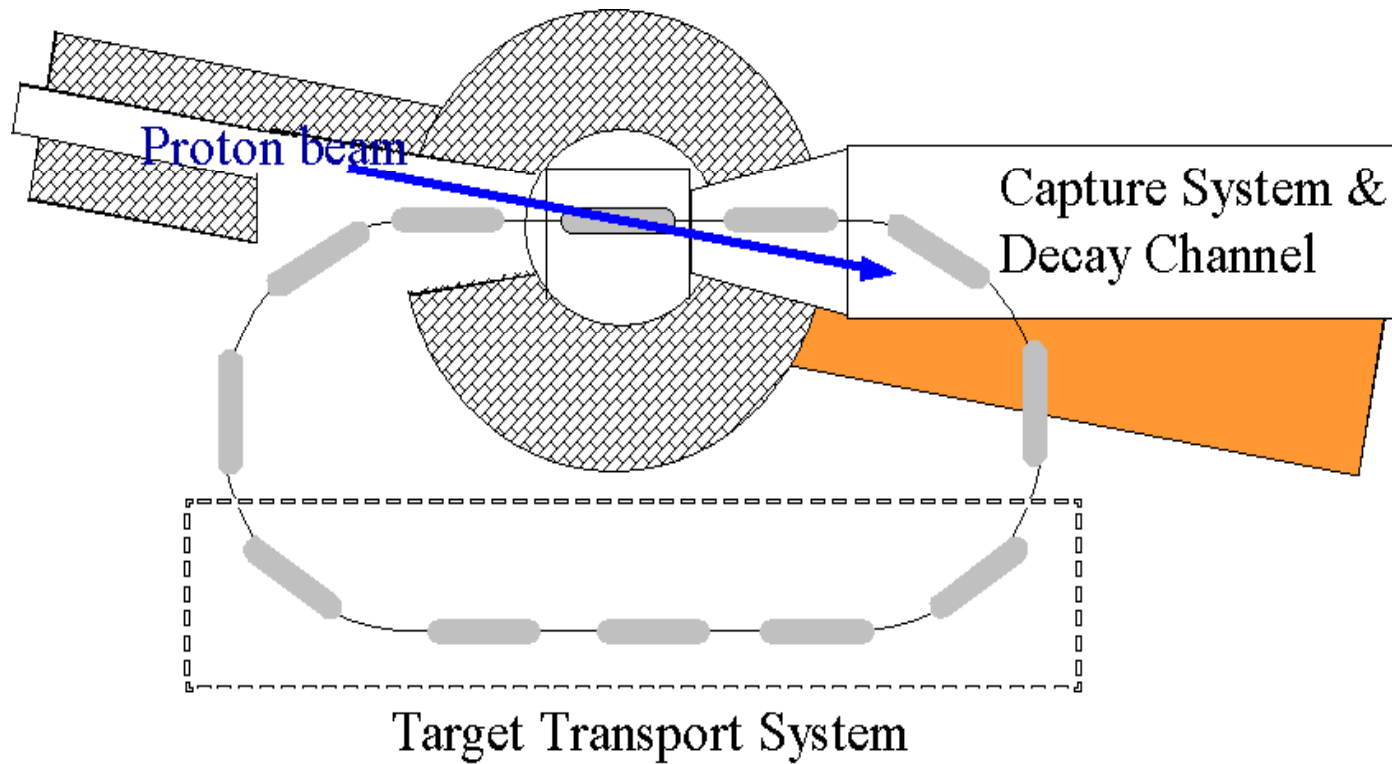 Proton beam
Capture System &
Decay Channel
Target Transport System